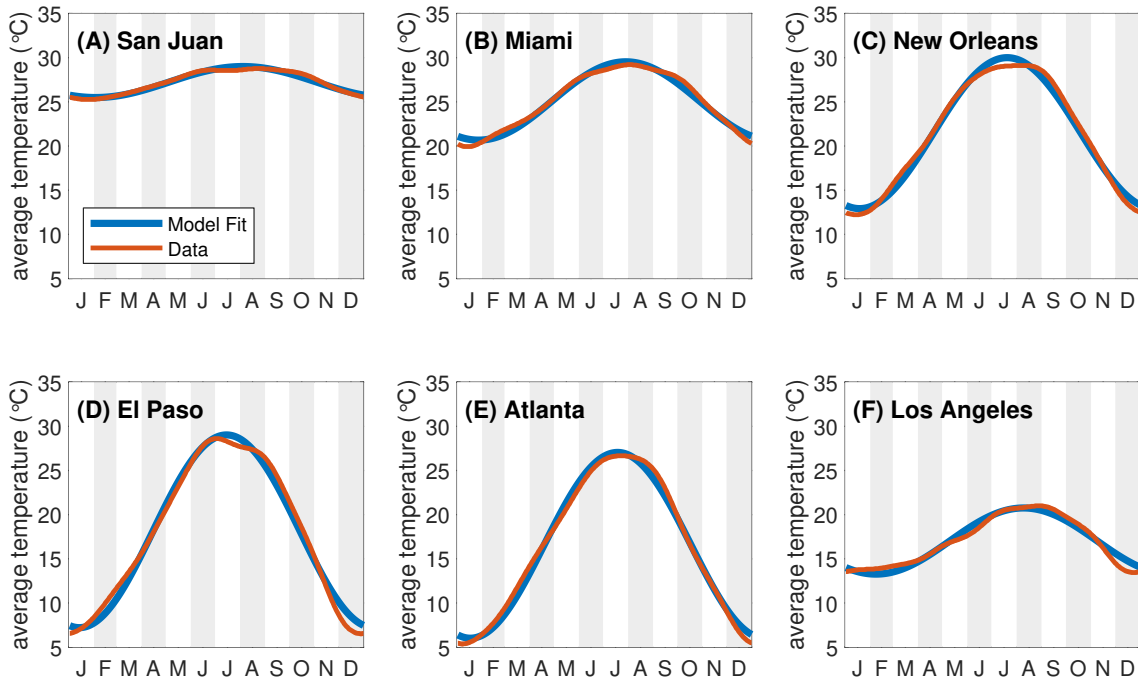 (A) San Juan
average temperature (°C)
35
30
25
20
15
10
5
Model Fit
Data
J F M A M J J A S O N D
(B) Miami
average temperature (°C)
35
30
25
20
15
10
5
J F M A M J J A S O N D
(C) New Orleans
average temperature (°C)
35
30
25
20
15
10
5
J F M A M J J A S O N D
(D) El Paso
average temperature (°C)
35
30
25
20
15
10
5
J F M A M J J A S O N D
(E) Atlanta
average temperature (°C)
35
30
25
20
15
10
5
J F M A M J J A S O N D
(F) Los Angeles
average temperature (°C)
35
30
25
20
15
10
5
J F M A M J J A S O N D